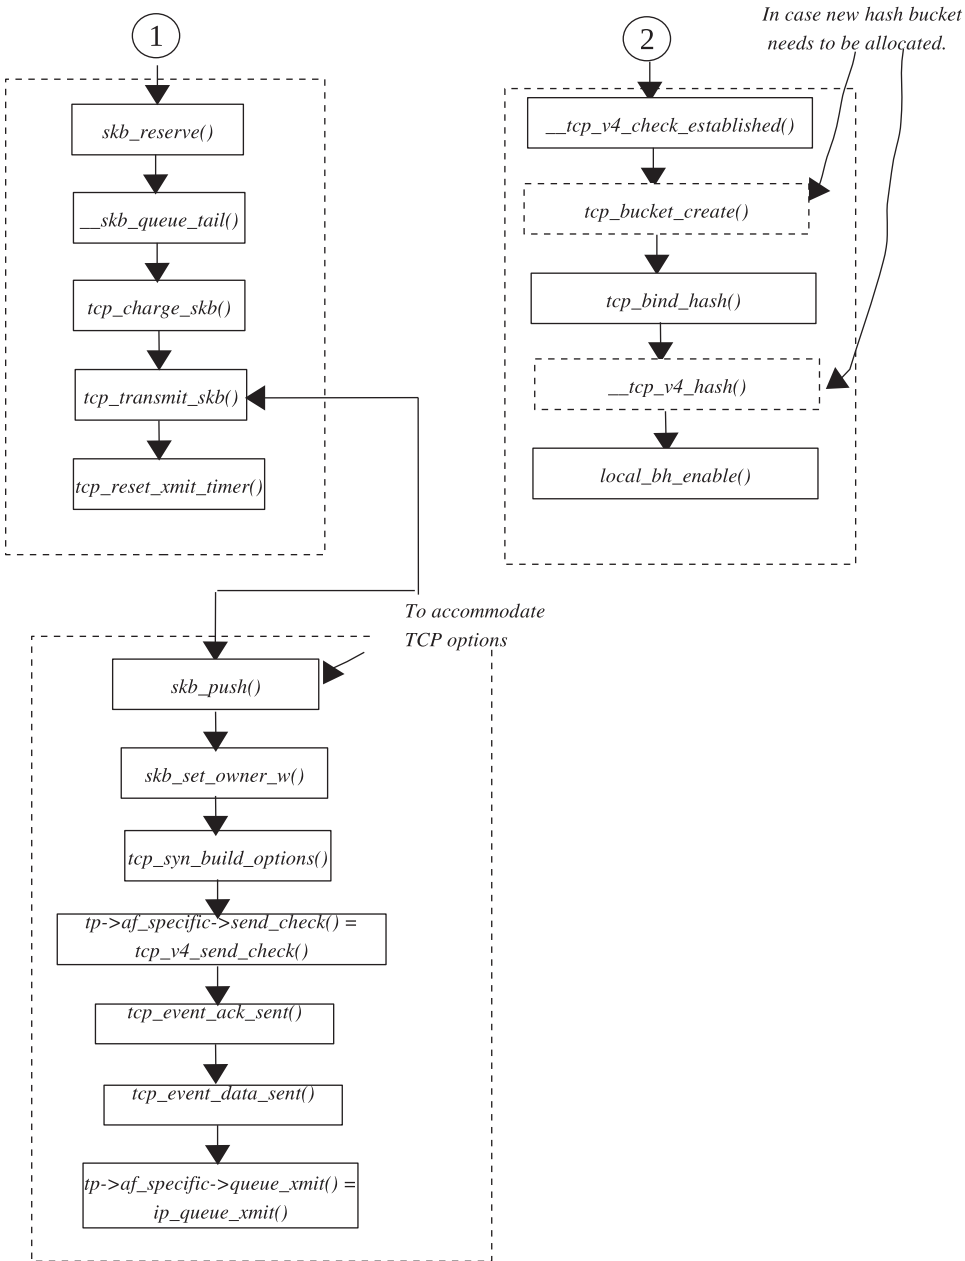 1
skb_reserve()
__skb_queue_tail()
tcp_charge_skb()
tcp_transmit_skb()
tcp_reset_xmit_timer()
2
In case new hash bucket
needs to be allocated.
__tcp_v4_check_established()
tcp_bucket_create()
tcp_bind_hash()
__tcp_v4_hash()
local_bh_enable()
To accommodate
TCP options
skb_push()
skb_set_owner_w()
tcp_syn_build_options()
tp->af_specific->send_check() =
tcp_v4_send_check()
tcp_event_ack_sent()
tcp_event_data_sent()
tp->af_specific->queue_xmit() =
ip_queue_xmit()